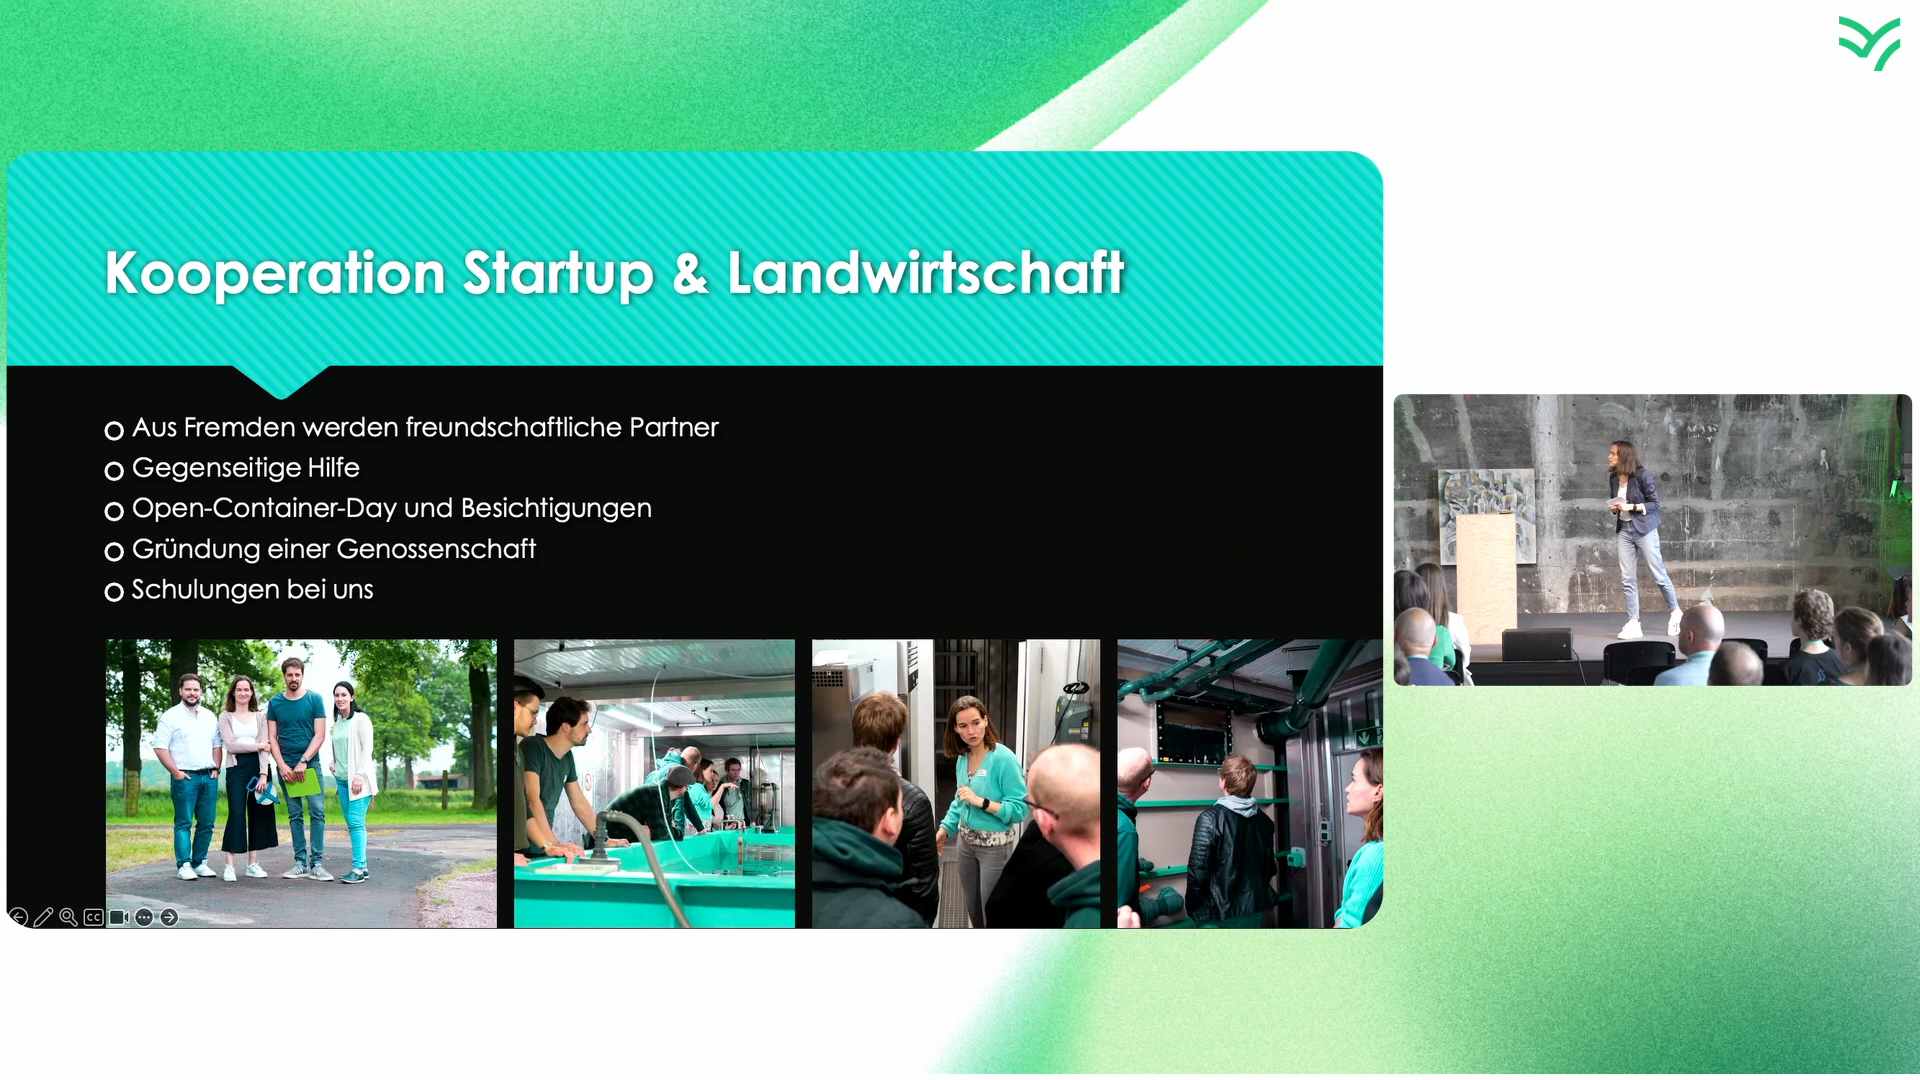 Kooperation Startup & Landwirtschaft
Aus Fremden werden freundschaftliche Partner
Gegenseitige Hilfe
Open-Container-Day und Besichtigungen
Gründung einer Genossenschaft
Schulungen bei uns
CC